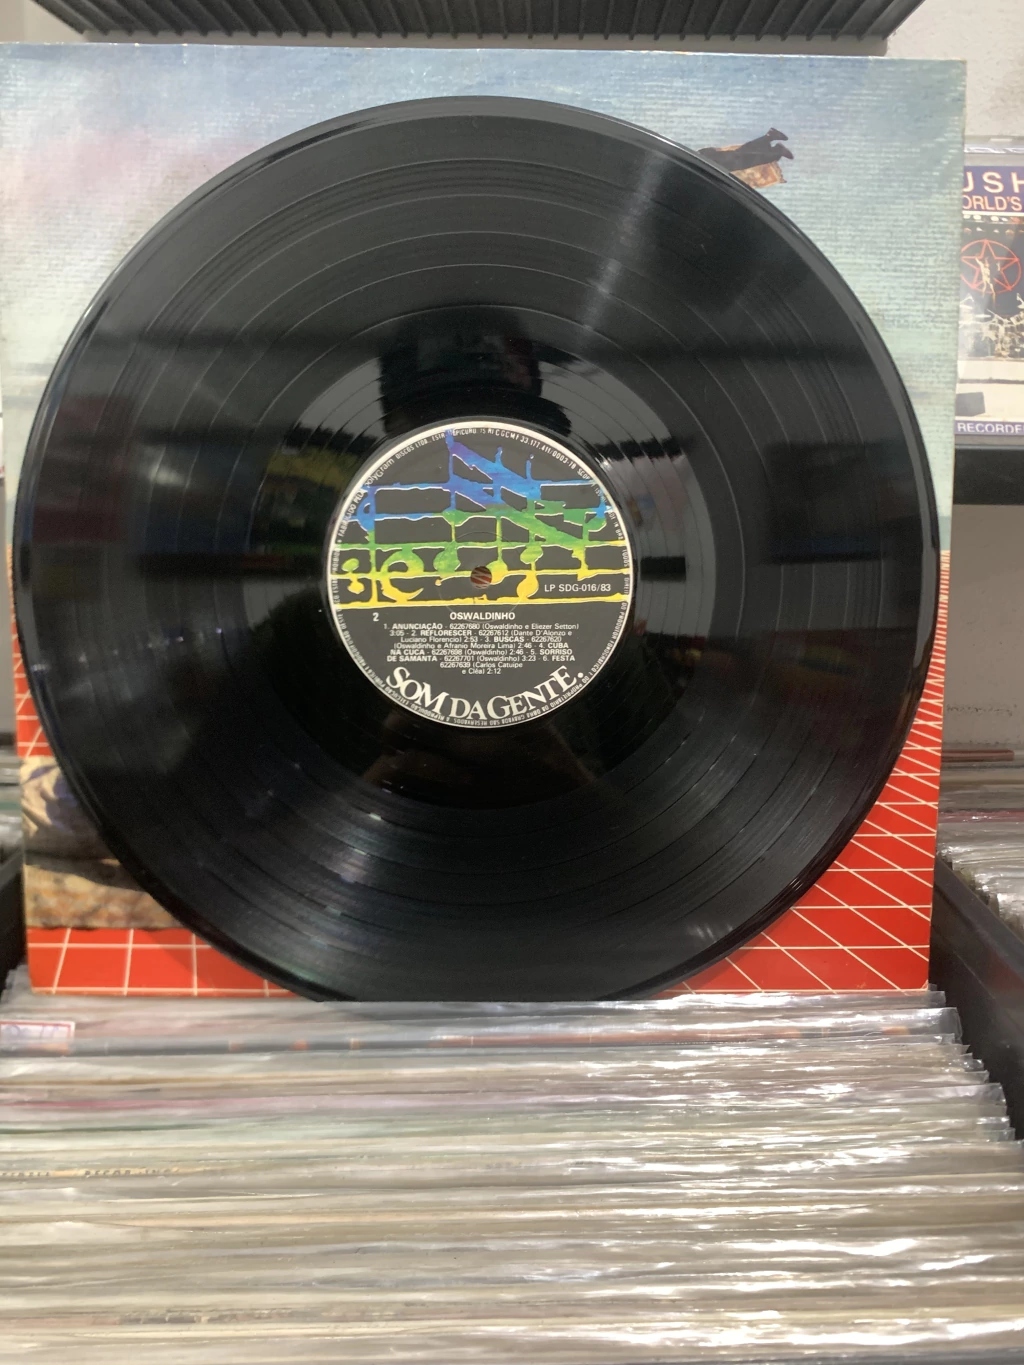 USH
ORLD'S
RECORDE
LP SDG-016/83
2
OSWALDINHO
1. ANUNCIAÇÃO - 62267680 (Oswaldinho e Eliezer Setton)
3:05 - 2. REFLORESCER - 62267612 (Dante D'Alonzo e
Luciano Florencio) 2:53 - 3. BUSCAS - 62267620
(Oswaldinho e Afranio Moreira Lima) 2:46 - 4. CUBA
NA CUCA - 62267698 (Oswaldinho) 2:46 - 5. SORRISO
DE SAMANTA - 62267701 (Oswaldinho) 3:23 - 6. FESTA
62267639 (Carlos Catuipe
e Cléa) 2:12
SOM DA GENTE.